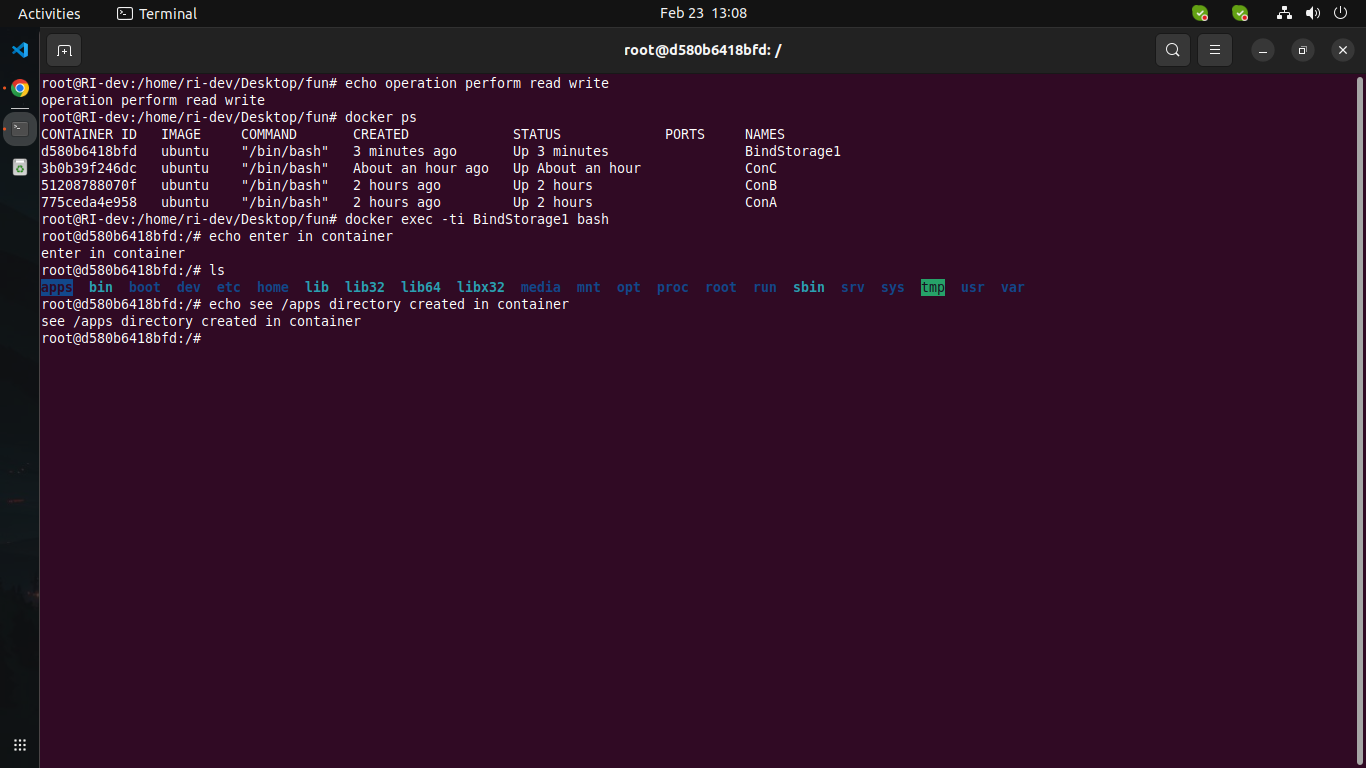 Activities Terminal Feb 23 13:08
root@d580b6418bfd: /
root@RI-dev:/home/ri-dev/Desktop/fun# echo operation perform read write
operation perform read write
root@RI-dev:/home/ri-dev/Desktop/fun# docker ps
CONTAINER ID   IMAGE     COMMAND       CREATED             STATUS             PORTS     NAMES
d580b6418bfd   ubuntu    "/bin/bash"   3 minutes ago       Up 3 minutes                 BindStorage1
3b0b39f246dc   ubuntu    "/bin/bash"   About an hour ago   Up About an hour             ConC
51208788070f   ubuntu    "/bin/bash"   2 hours ago         Up 2 hours                   ConB
775ceda4e958   ubuntu    "/bin/bash"   2 hours ago         Up 2 hours                   ConA
root@RI-dev:/home/ri-dev/Desktop/fun# docker exec -ti BindStorage1 bash
root@d580b6418bfd:/# echo enter in container
enter in container
root@d580b6418bfd:/# ls
apps  bin  boot  dev  etc  home  lib  lib32  lib64  libx32  media  mnt  opt  proc  root  run  sbin  srv  sys  tmp  usr  var
root@d580b6418bfd:/# echo see /apps directory created in container
see /apps directory created in container
root@d580b6418bfd:/#